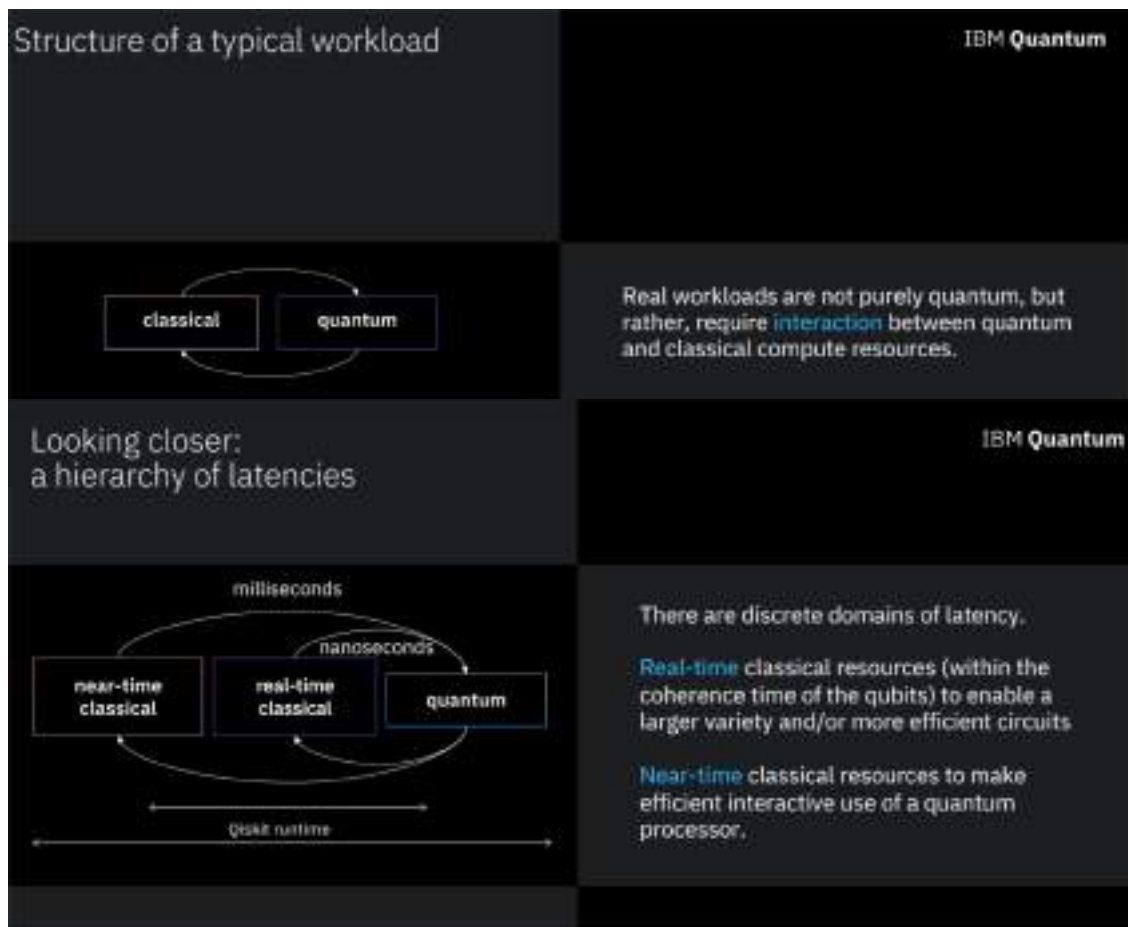 Structure of a typical workload
IBM Quantum
classical
quantum
Real workloads are not purely quantum, but
rather, require interaction between quantum
and classical compute resources.
Looking closer:
a hierarchy of latencies
IBM Quantum
milliseconds
nanoseconds
near-time
classical
real-time
classical
quantum
Qiskit runtime
There are discrete domains of latency.
Real-time classical resources (within the
coherence time of the qubits) to enable a
larger variety and/or more efficient circuits
Near-time classical resources to make
efficient interactive use of a quantum
processor.